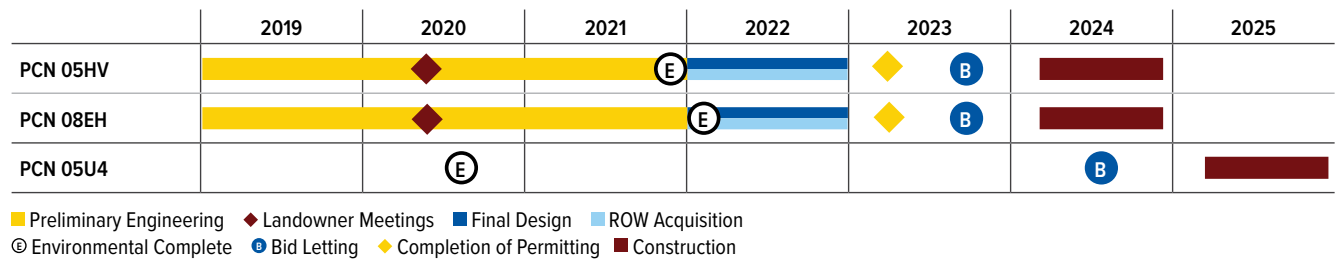 2019 2020 2021 2022 2023 2024 2025
PCN 05HV E B
PCN 08EH E B
PCN 05U4 E B
Preliminary Engineering Landowner Meetings Final Design ROW Acquisition
E Environmental Complete B Bid Letting Completion of Permitting Construction